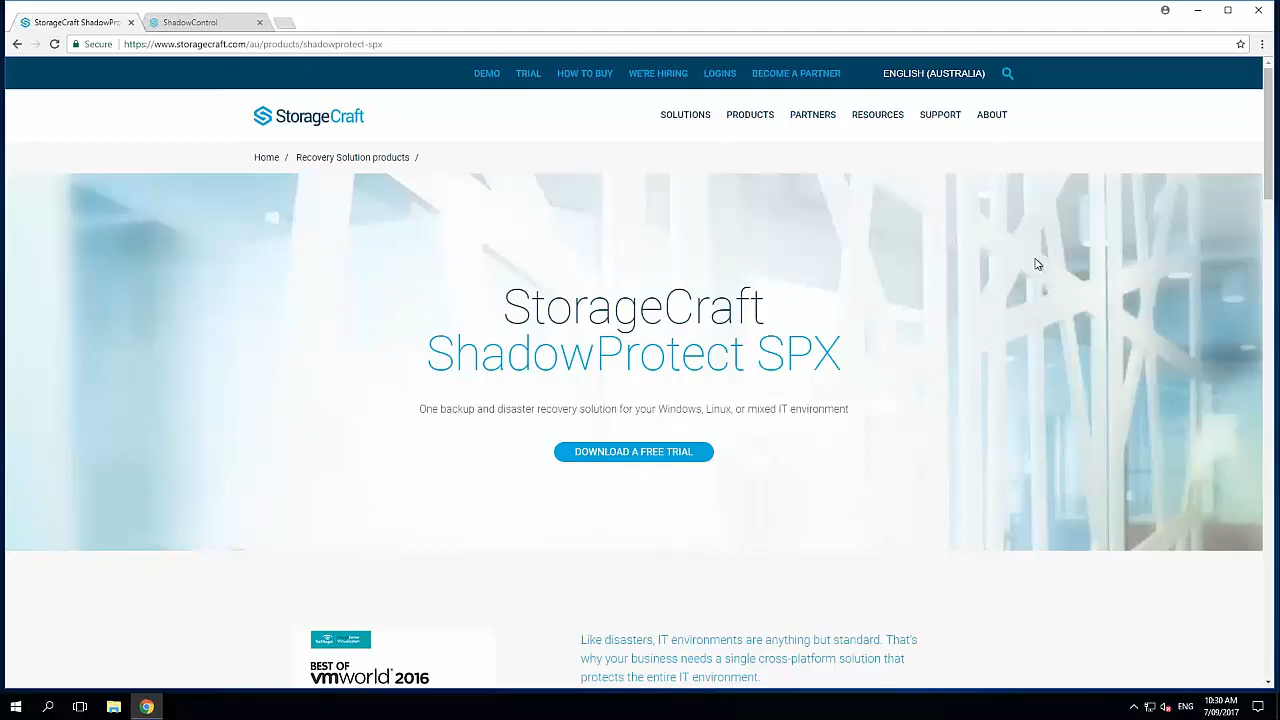 StorageCraft ShadowPro
ShadowControl
Secure
https://www.storagecraft.com/au/products/shadowprotect-spx
DEMO TRIAL HOW TO BUY WE'RE HIRING LOGINS BECOME A PARTNER ENGLISH (AUSTRALIA)
StorageCraft
SOLUTIONS PRODUCTS PARTNERS RESOURCES SUPPORT ABOUT
Home / Recovery Solution products /
StorageCraft
ShadowProtect SPX
One backup and disaster recovery solution for your Windows, Linux, or mixed IT environment
DOWNLOAD A FREE TRIAL
BEST OF
vmworld 2016
Like disasters, IT environments are anything but standard. That's
why your business needs a single cross-platform solution that
protects the entire IT environment.
ENG
10:30 AM
7/09/2017